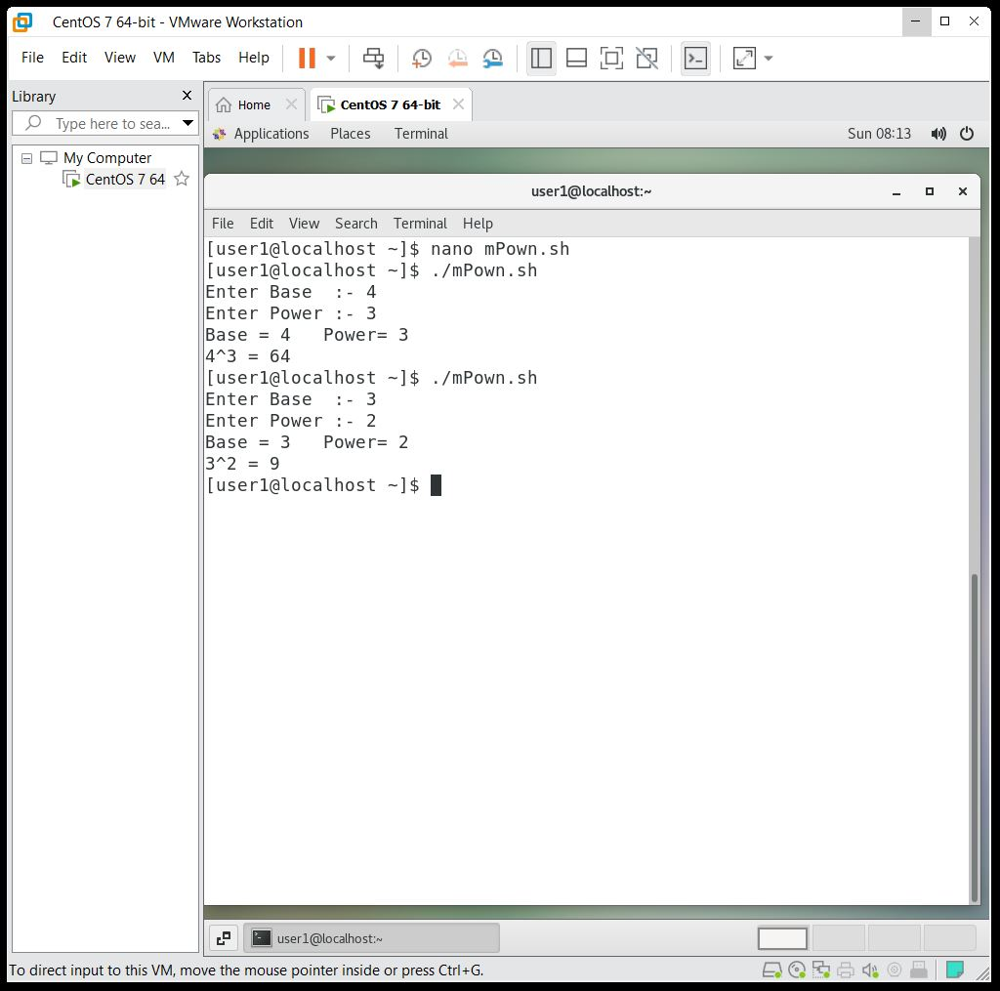 CentOS 7 64-bit - VMware Workstation
File Edit View VM Tabs Help
Library
Home
CentOS 7 64-bit
Type here to sea...
Applications Places Terminal Sun 08:13
My Computer
CentOS 7 64
user1@localhost:~
File Edit View Search Terminal Help
[user1@localhost ~]$ nano mPown.sh
[user1@localhost ~]$ ./mPown.sh
Enter Base  :- 4
Enter Power :- 3
Base = 4   Power= 3
4^3 = 64
[user1@localhost ~]$ ./mPown.sh
Enter Base  :- 3
Enter Power :- 2
Base = 3   Power= 2
3^2 = 9
[user1@localhost ~]$
user1@localhost:~
To direct input to this VM, move the mouse pointer inside or press Ctrl+G.